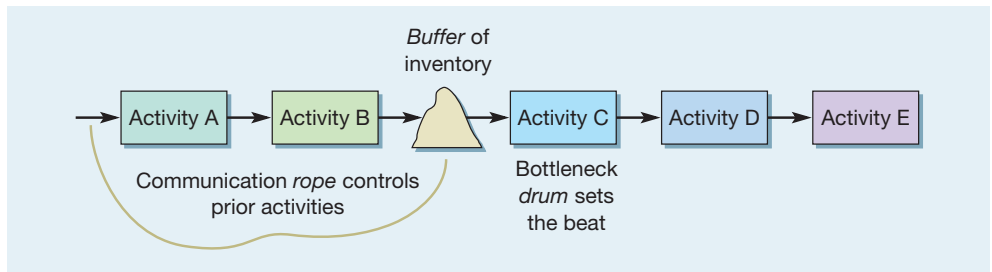 Buffer of
inventory
Activity A
Activity B
Activity C
Activity D
Activity E
Communication rope controls
prior activities
Bottleneck
drum sets
the beat